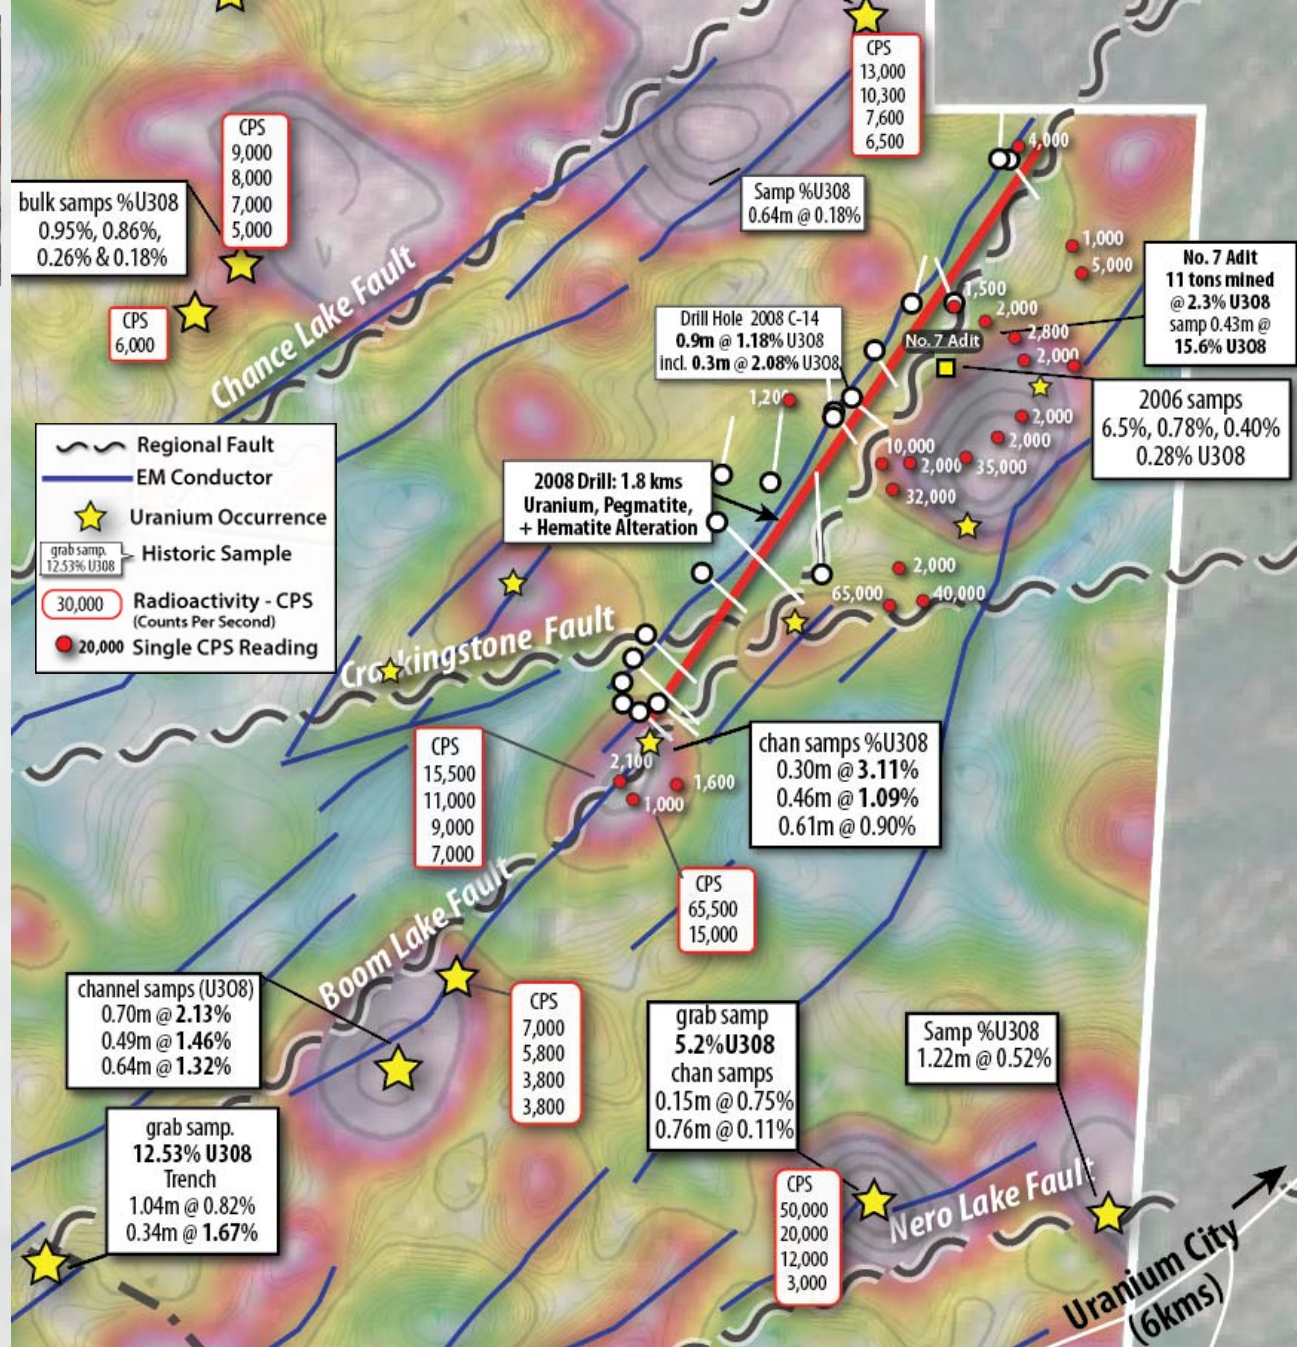 CPS
13,000
10,300
7,600
6,500
CPS
9,000
8,000
7,000
5,000
bulk samps %U308
0.95%, 0.86%,
0.26% & 0.18%
CPS
6,000
Chance Lake Fault
Samp %U308
0.64m @ 0.18%
4,000
1,000
5,000
No. 7 Adit
11 tons mined
@ 2.3% U308
samp 0.43m @
15.6% U308
1,500
2,000
2,800
2,000
No. 7 Adit
Drill Hole 2008 C-14
0.9m @ 1.18% U308
incl. 0.3m @ 2.08% U308
1,200
2006 samps
6.5%, 0.78%, 0.40%
0.28% U308
2,000
2,000
10,000
2,000
35,000
32,000
Regional Fault
EM Conductor
Uranium Occurrence
grab samp.
12.53% U308
Historic Sample
30,000
Radioactivity - CPS
(Counts Per Second)
20,000 Single CPS Reading
2008 Drill: 1.8 kms
Uranium, Pegmatite,
+ Hematite Alteration
2,000
65,000
40,000
Crackingstone Fault
CPS
15,500
11,000
9,000
7,000
2,100
1,600
1,000
chan samps %U308
0.30m @ 3.11%
0.46m @ 1.09%
0.61m @ 0.90%
CPS
65,500
15,000
Boom Lake Fault
channel samps (U3O8)
0.70m @ 2.13%
0.49m @ 1.46%
0.64m @ 1.32%
CPS
7,000
5,800
3,800
3,800
grab samp
5.2%U308
chan samps
0.15m @ 0.75%
0.76m @ 0.11%
Samp %U308
1.22m @ 0.52%
grab samp.
12.53% U308
Trench
1.04m @ 0.82%
0.34m @ 1.67%
CPS
50,000
20,000
12,000
3,000
Nero Lake Fault
Uranium City
(6kms)